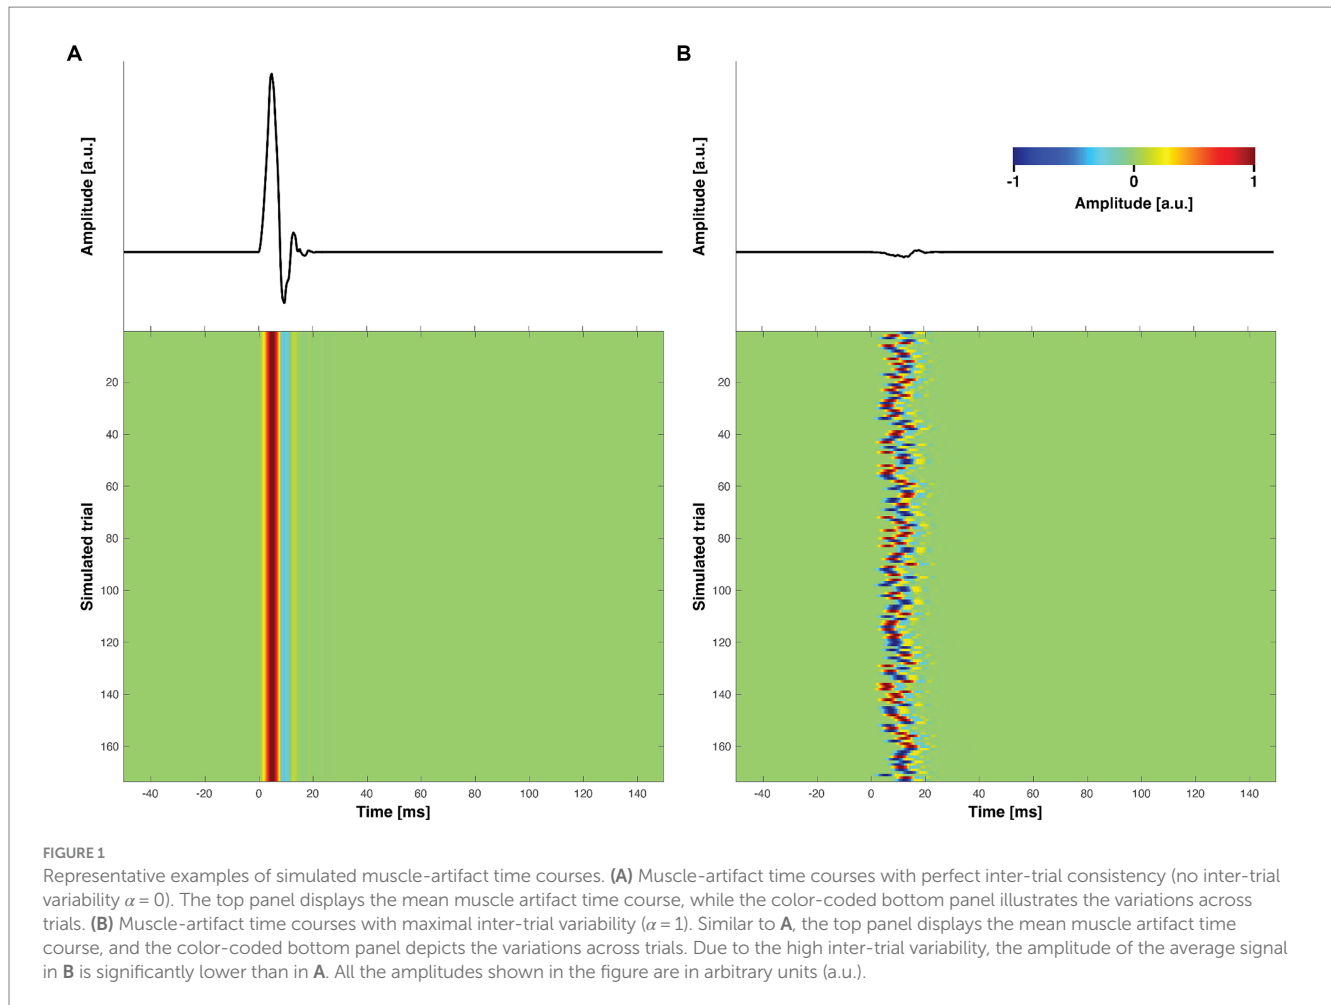 A
B
Amplitude [a.u.]
Amplitude [a.u.]
-1 0 1
Amplitude [a.u.]
20
40
60
80
100
120
140
160
Simulated trial
-40 -20 0 20 40 60 80 100 120 140
Time [ms]
20
40
60
80
100
120
140
160
Simulated trial
-40 -20 0 20 40 60 80 100 120 140
Time [ms]
FIGURE 1
Representative examples of simulated muscle-artifact time courses. (A) Muscle-artifact time courses with perfect inter-trial consistency (no inter-trial
variability α = 0). The top panel displays the mean muscle artifact time course, while the color-coded bottom panel illustrates the variations across
trials. (B) Muscle-artifact time courses with maximal inter-trial variability (α = 1). Similar to A, the top panel displays the mean muscle artifact time
course, and the color-coded bottom panel depicts the variations across trials. Due to the high inter-trial variability, the amplitude of the average signal
in B is significantly lower than in A. All the amplitudes shown in the figure are in arbitrary units (a.u.).